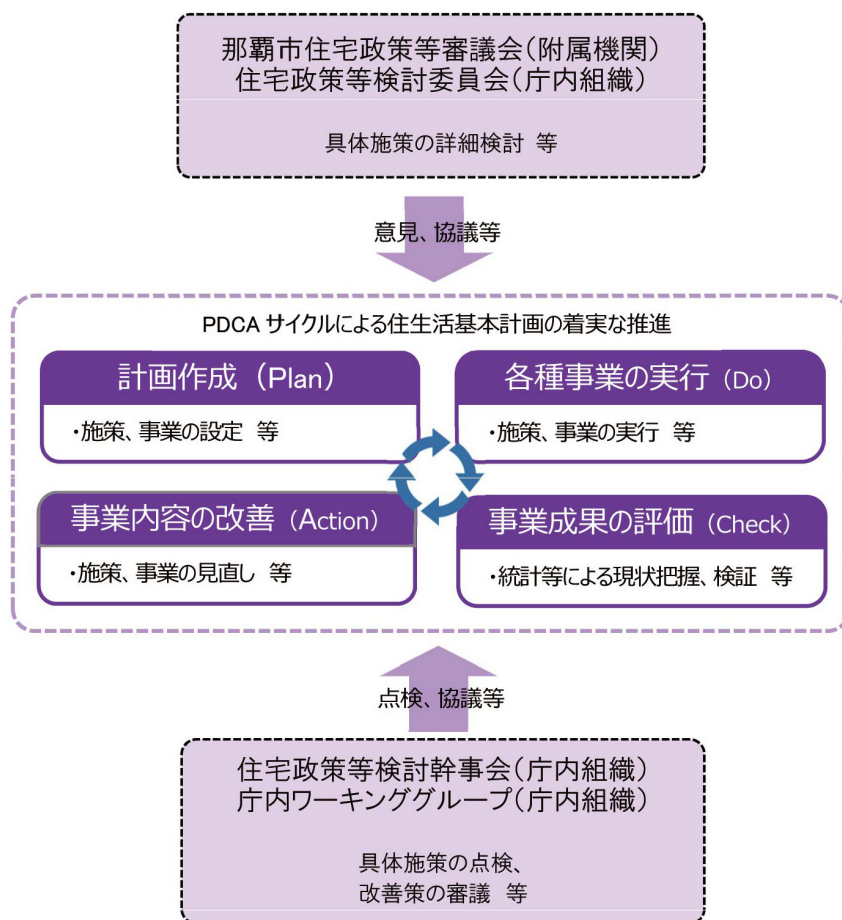 那覇市住宅政策等審議会（附属機関）
住宅政策等検討委員会（庁内組織）
具体施策の詳細検討 等
意見、協議等
PDCA サイクルによる住生活基本計画の着実な推進
計画作成（Plan）
・施策、事業の設定 等
各種事業の実行（Do）
・施策、事業の実行 等
事業内容の改善（Action）
・施策、事業の見直し 等
事業成果の評価（Check）
・統計等による現状把握、検証 等
点検、協議等
住宅政策等検討幹事会（庁内組織）
庁内ワーキンググループ（庁内組織）
具体施策の点検、
改善策の審議 等